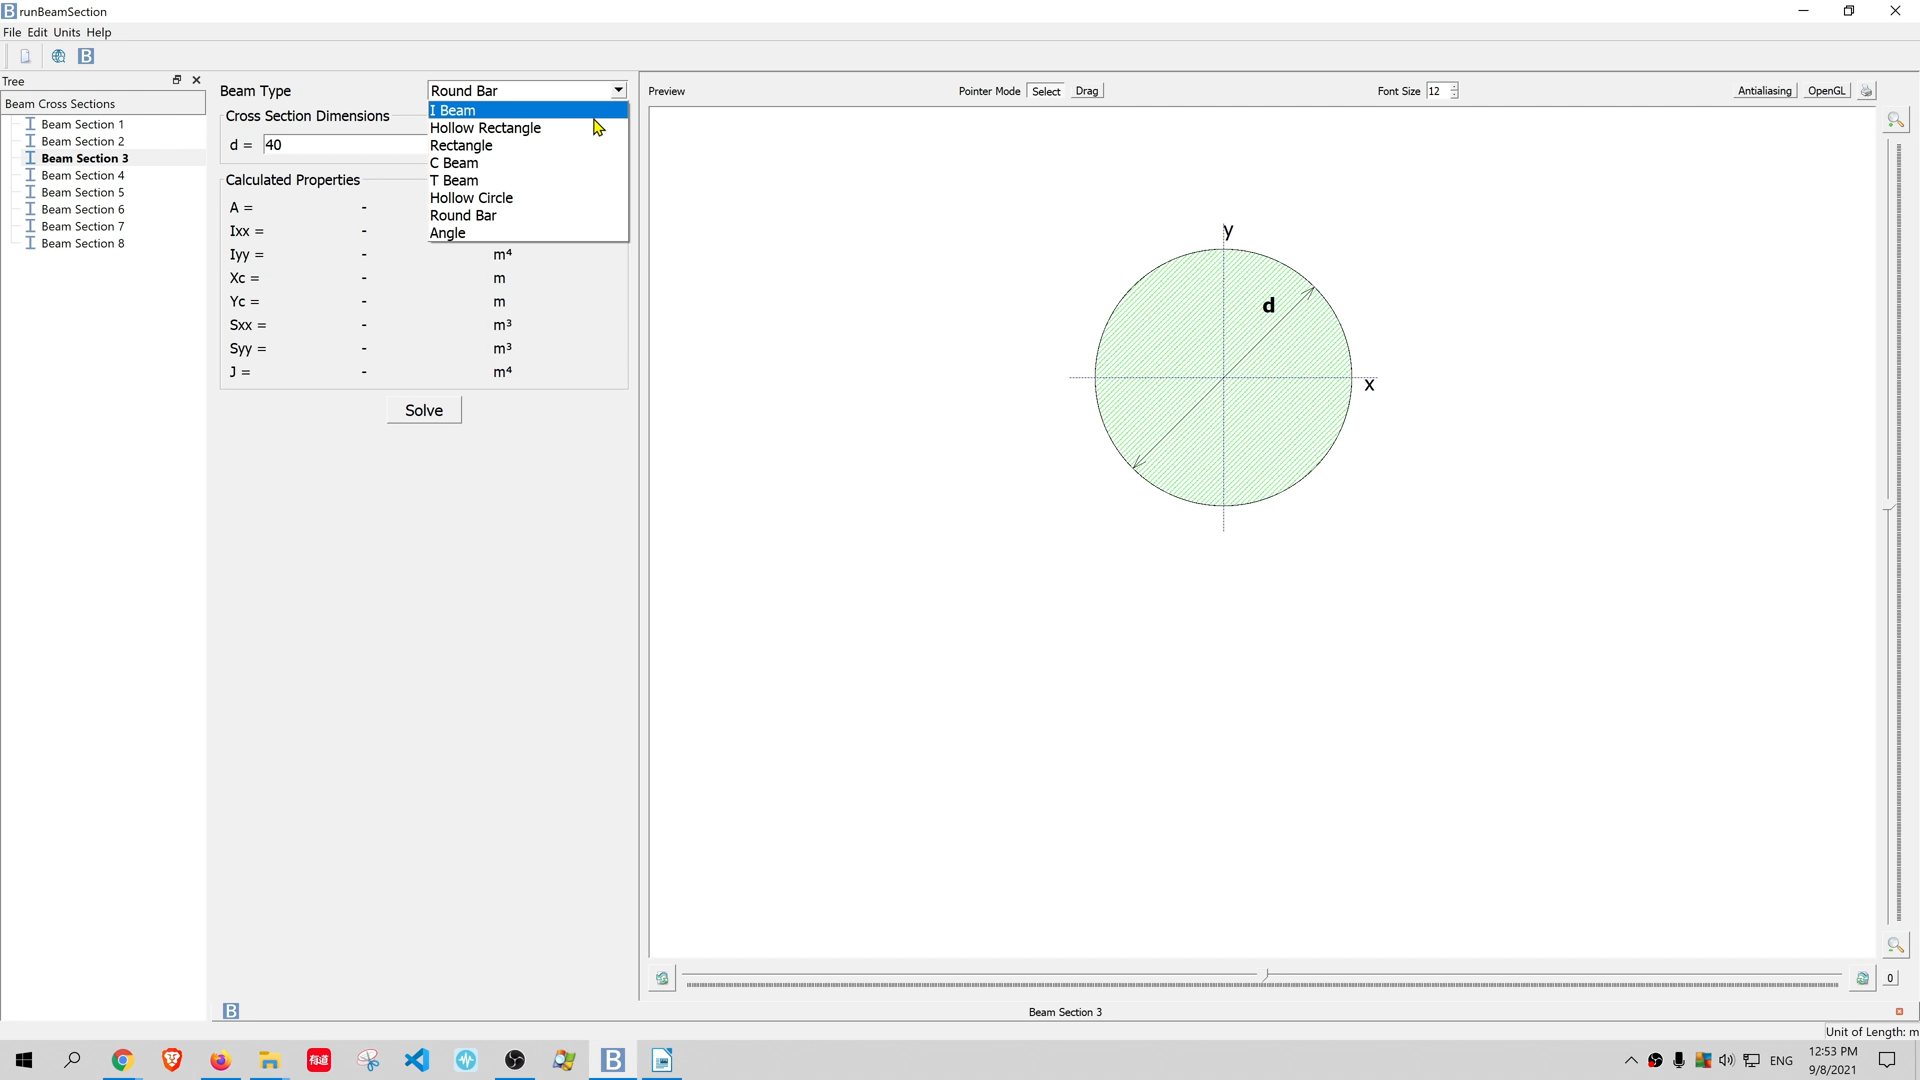 runBeamSection
File Edit Units Help
Tree
Beam Cross Sections
Beam Section 1
Beam Section 2
Beam Section 3
Beam Section 4
Beam Section 5
Beam Section 6
Beam Section 7
Beam Section 8
Beam Type
Round Bar
I Beam
Hollow Rectangle
Rectangle
C Beam
T Beam
Hollow Circle
Round Bar
Angle
Cross Section Dimensions
d = 40
Calculated Properties
A = -
Ixx = -
Iyy = - m⁴
Xc = - m
Yc = - m
Sxx = - m³
Syy = - m³
J = - m⁴
Solve
Preview Pointer Mode Select Drag Font Size 12 Antialiasing OpenGL
y
d
x
0
B Beam Section 3
Unit of Length: m
有道
ENG
12:53 PM
9/8/2021